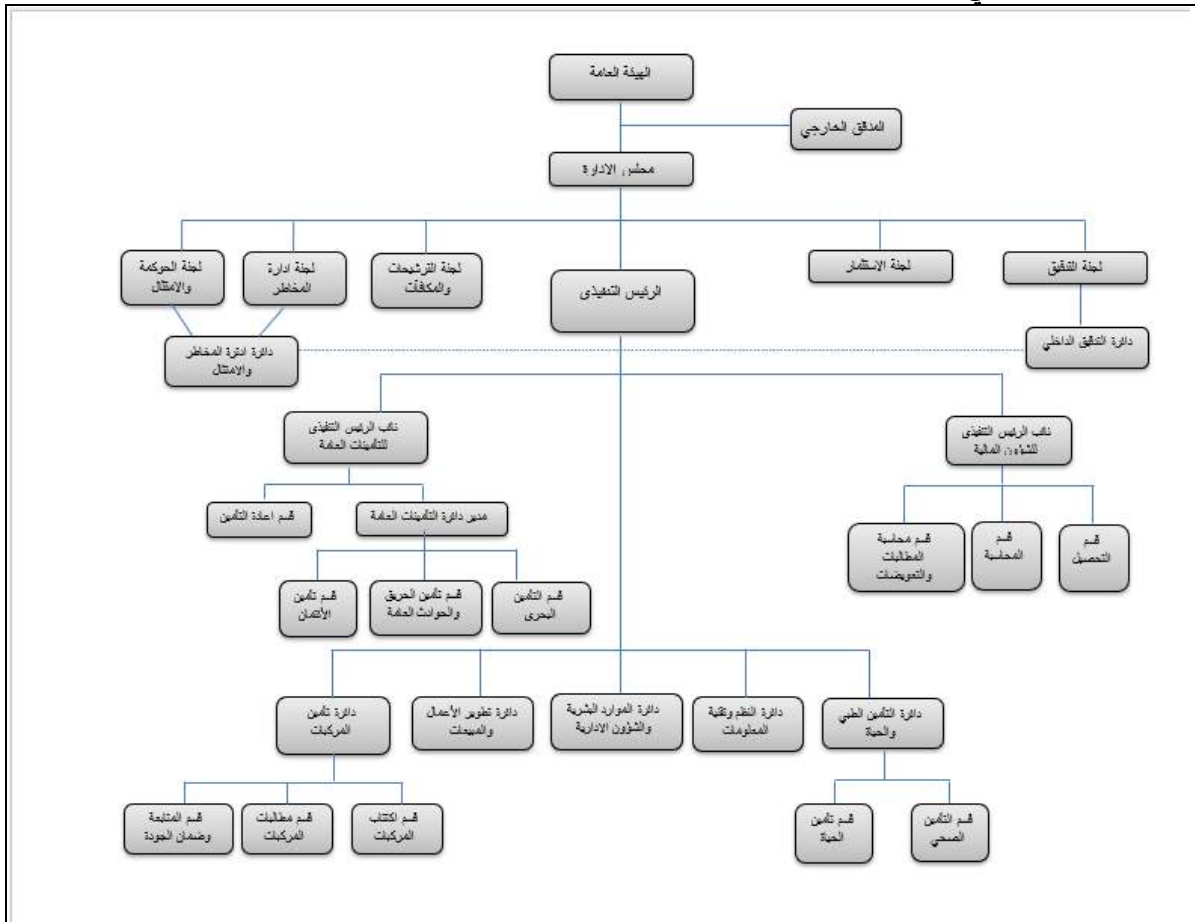 الهيئة العامة
المدقق الخارجي
مجلس الادارة
لجنة التدقيق
لجنة الاستثمار
لجنة الترشيحات
والمكافآت
لجنة ادارة
المخاطر
لجنة الحوكمة
والامتثال
الرئيس التنفيذى
دائرة التدقيق الداخلي
دائرة ادارة المخاطر
والامتثال
نائب الرئيس التنفيذى
للشؤون المالية
نائب الرئيس التنفيذى
للتأمينات العامة
قسم
التحصيل
قسم
المحاسبة
قسم محاسبة
المطالبات
والتعويضات
مدير دائرة التأمينات العامة
قسم اعادة التأمين
قسم التأمين
البحرى
قسم تأمين الحريق
والحوادث العامة
قسم تأمين
الأئتمان
دائرة التأمين الطبي
والحياة
دائرة النظم وتقنية
المعلومات
دائرة الموارد البشرية
والشؤون الادارية
دائرة تطوير الأعمال
والمبيعات
دائرة تأمين
المركبات
قسم التأمين
الصحي
قسم تأمين
الحياة
قسم اكتتاب
المركبات
قسم مطالبات
المركبات
قسم المتابعة
وضمان الجودة